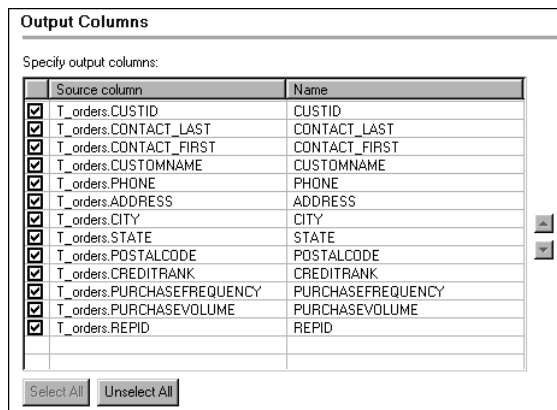 Output Columns
Specify output columns:
Source column Name
T_orders.CUSTID CUSTID
T_orders.CONTACT_LAST CONTACT_LAST
T_orders.CONTACT_FIRST CONTACT_FIRST
T_orders.CUSTOMNAME CUSTOMNAME
T_orders.PHONE PHONE
T_orders.ADDRESS ADDRESS
T_orders.CITY CITY
T_orders.STATE STATE
T_orders.POSTALCODE POSTALCODE
T_orders.CREDITRANK CREDITRANK
T_orders.PURCHASEFREQUENCY PURCHASEFREQUENCY
T_orders.PURCHASEVOLUME PURCHASEVOLUME
T_orders.REPID REPID
Select All Unselect All